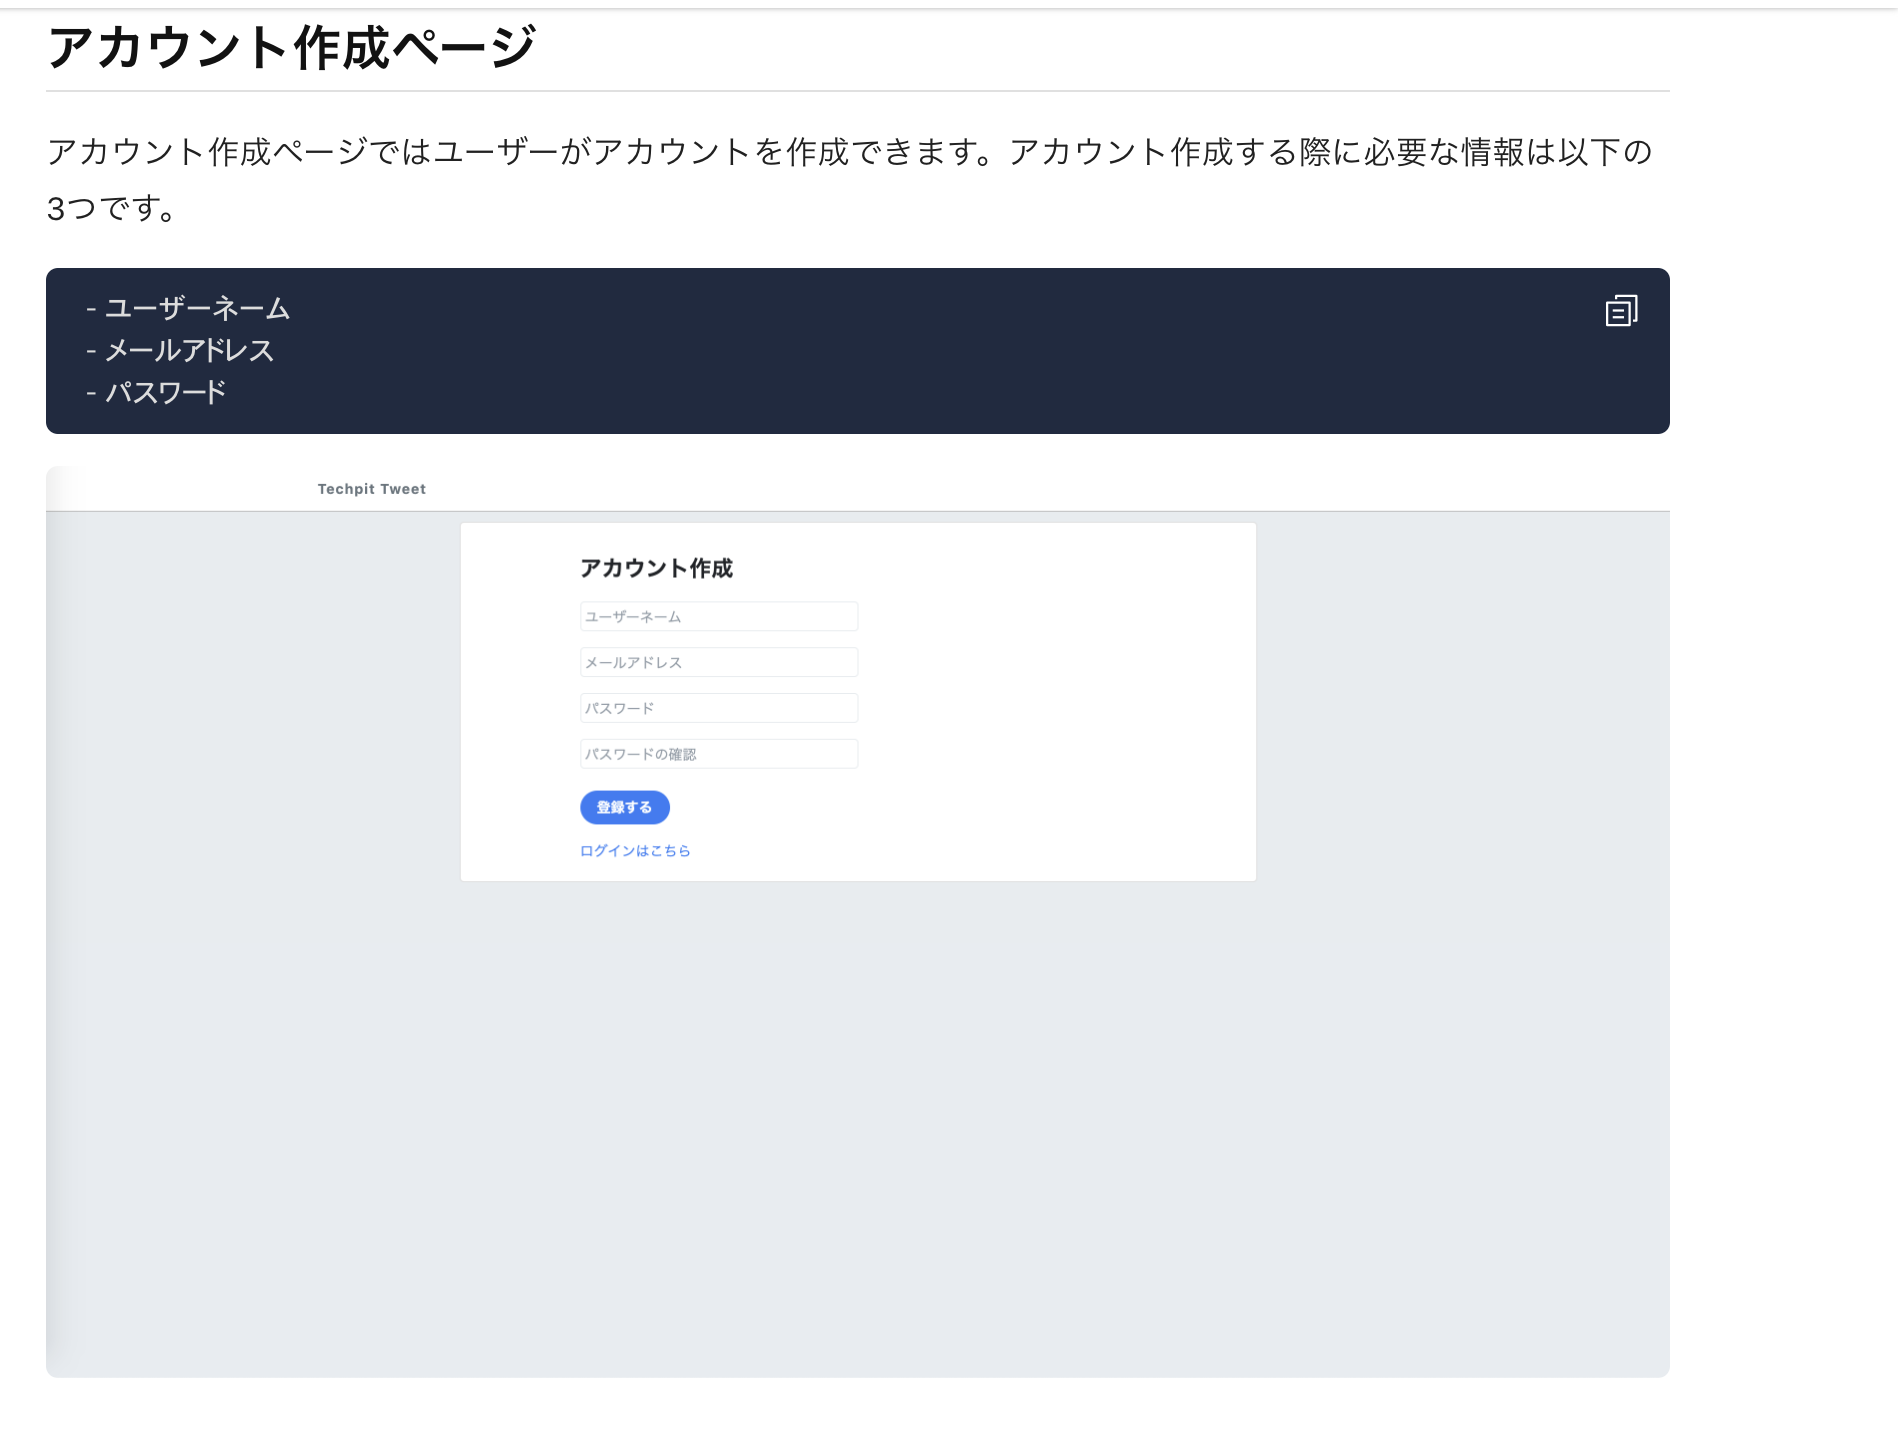 アカウント作成ページ
アカウント作成ページではユーザーがアカウントを作成できます。アカウント作成する際に必要な情報は以下の
3つです。
- ユーザーネーム
- メールアドレス
- パスワード
Techpit Tweet
アカウント作成
ユーザーネーム
メールアドレス
パスワード
パスワードの確認
登録する
ログインはこちら